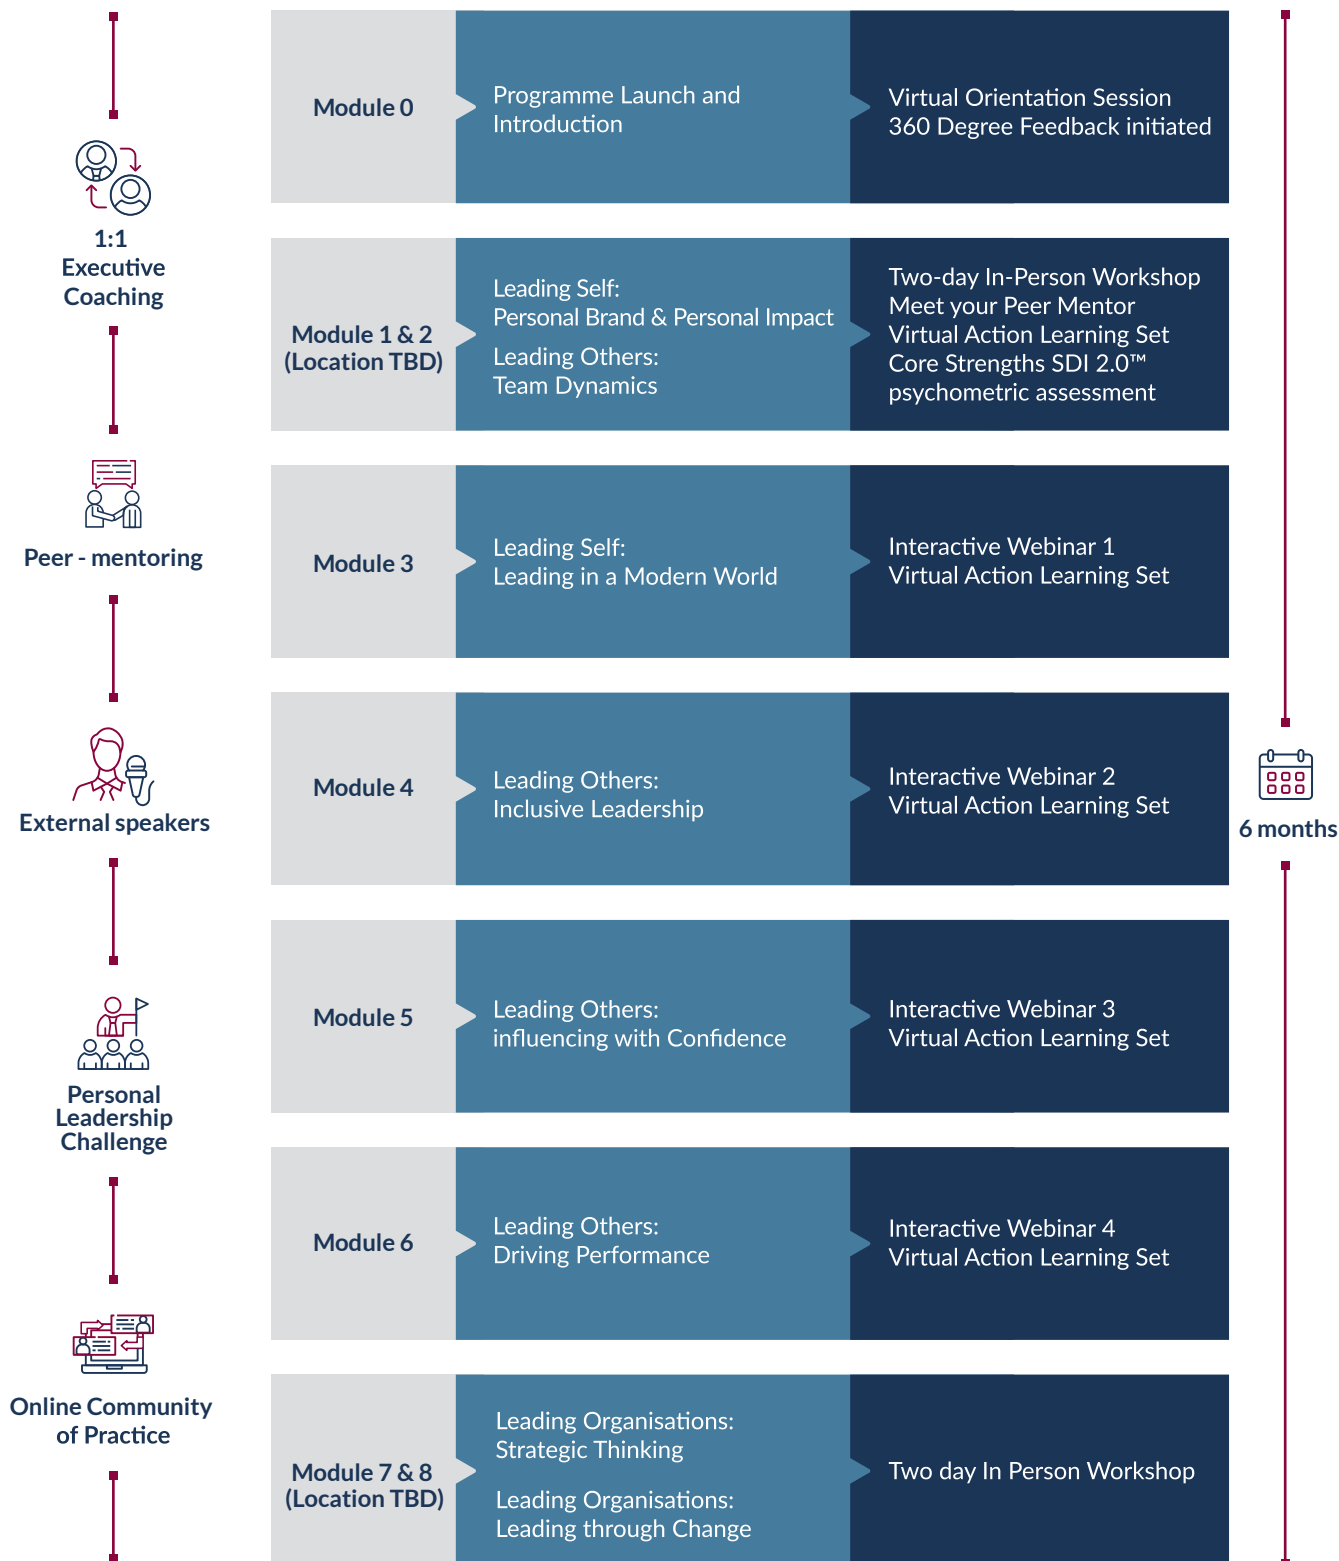 1:1
Executive
Coaching
Peer - mentoring
External speakers
Personal
Leadership
Challenge
Online Community
of Practice
Module 0
Programme Launch and
Introduction
Virtual Orientation Session
360 Degree Feedback initiated
Module 1 & 2
(Location TBD)
Leading Self:
Personal Brand & Personal Impact
Leading Others:
Team Dynamics
Two-day In-Person Workshop
Meet your Peer Mentor
Virtual Action Learning Set
Core Strengths SDI 2.0™
psychometric assessment
Module 3
Leading Self:
Leading in a Modern World
Interactive Webinar 1
Virtual Action Learning Set
Module 4
Leading Others:
Inclusive Leadership
Interactive Webinar 2
Virtual Action Learning Set
Module 5
Leading Others:
influencing with Confidence
Interactive Webinar 3
Virtual Action Learning Set
Module 6
Leading Others:
Driving Performance
Interactive Webinar 4
Virtual Action Learning Set
Module 7 & 8
(Location TBD)
Leading Organisations:
Strategic Thinking
Leading Organisations:
Leading through Change
Two day In Person Workshop
6 months